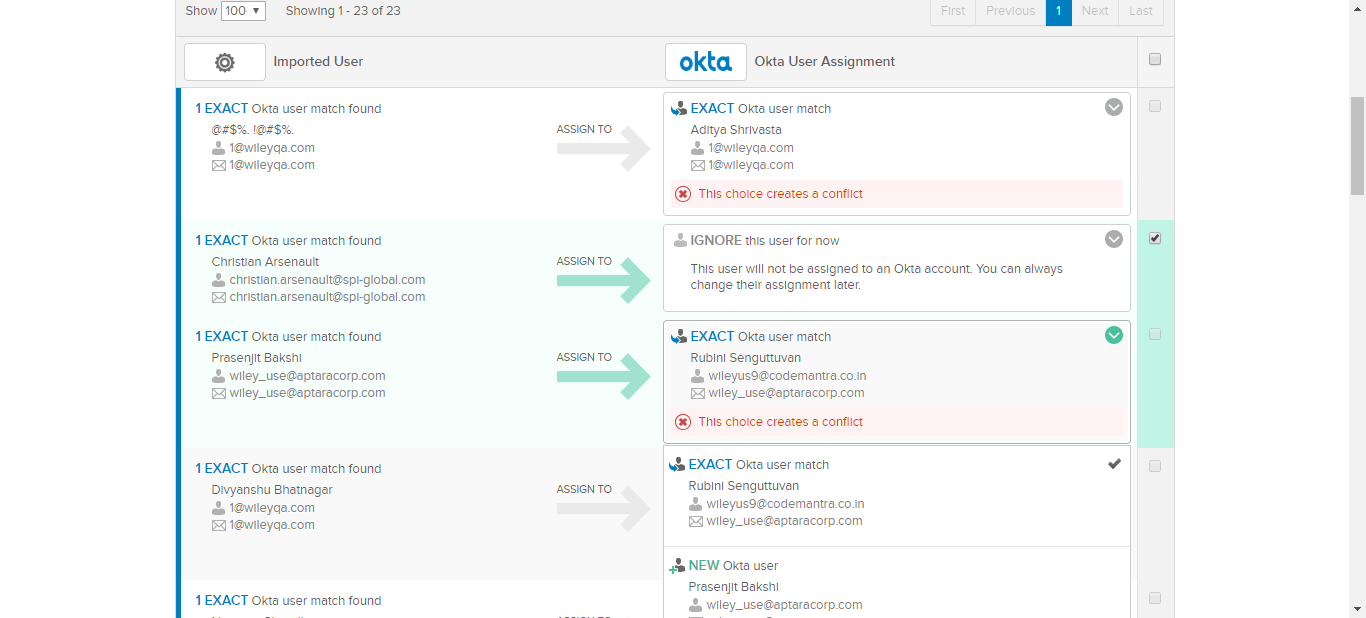 Show 100 Showing 1 - 23 of 23 First Previous 1 Next Last
Imported User okta Okta User Assignment
1 EXACT Okta user match found
@#$%. !@#$%.
1@wileyqa.com
1@wileyqa.com
ASSIGN TO
EXACT Okta user match
Aditya Shrivasta
1@wileyqa.com
1@wileyqa.com
This choice creates a conflict
1 EXACT Okta user match found
Christian Arsenault
christian.arsenault@spi-global.com
christian.arsenault@spi-global.com
ASSIGN TO
IGNORE this user for now
This user will not be assigned to an Okta account. You can always
change their assignment later.
1 EXACT Okta user match found
Prasenjit Bakshi
wiley_use@aptaracorp.com
wiley_use@aptaracorp.com
ASSIGN TO
EXACT Okta user match
Rubini Senguttuvan
wileyus9@codemantra.co.in
wiley_use@aptaracorp.com
This choice creates a conflict
1 EXACT Okta user match found
Divyanshu Bhatnagar
1@wileyqa.com
1@wileyqa.com
ASSIGN TO
EXACT Okta user match
Rubini Senguttuvan
wileyus9@codemantra.co.in
wiley_use@aptaracorp.com
NEW Okta user
Prasenjit Bakshi
wiley_use@aptaracorp.com
1 EXACT Okta user match found